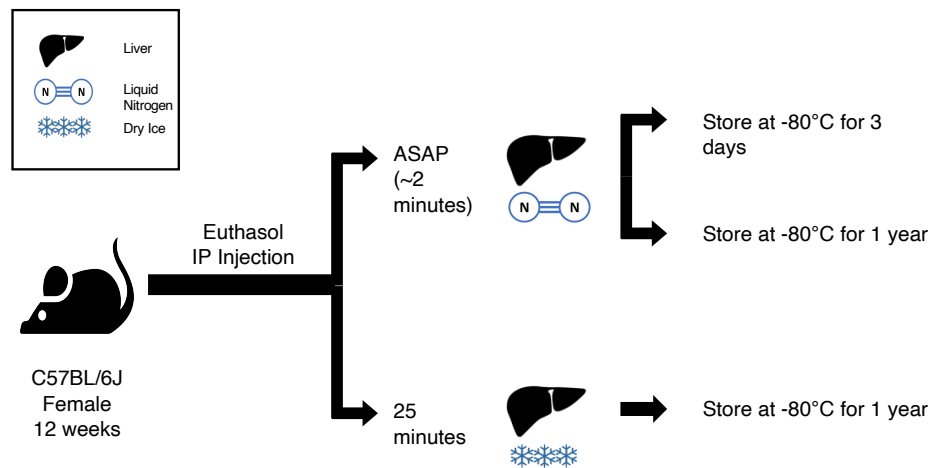 Liver
N N
Liquid
Nitrogen
Dry Ice
C57BL/6J
Female
12 weeks
Euthasol
IP Injection
ASAP
(~2
minutes)
N N
Store at -80°C for 3
days
Store at -80°C for 1 year
25
minutes
Store at -80°C for 1 year